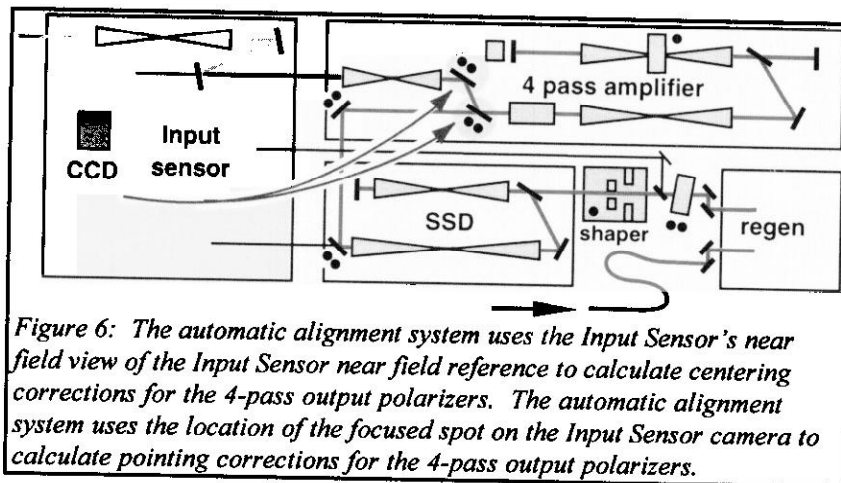 4 pass amplifier
Input
sensor
CCD
SSD
shaper
regen
Figure 6: The automatic alignment system uses the Input Sensor's near
field view of the Input Sensor near field reference to calculate centering
corrections for the 4-pass output polarizers. The automatic alignment
system uses the location of the focused spot on the Input Sensor camera to
calculate pointing corrections for the 4-pass output polarizers.